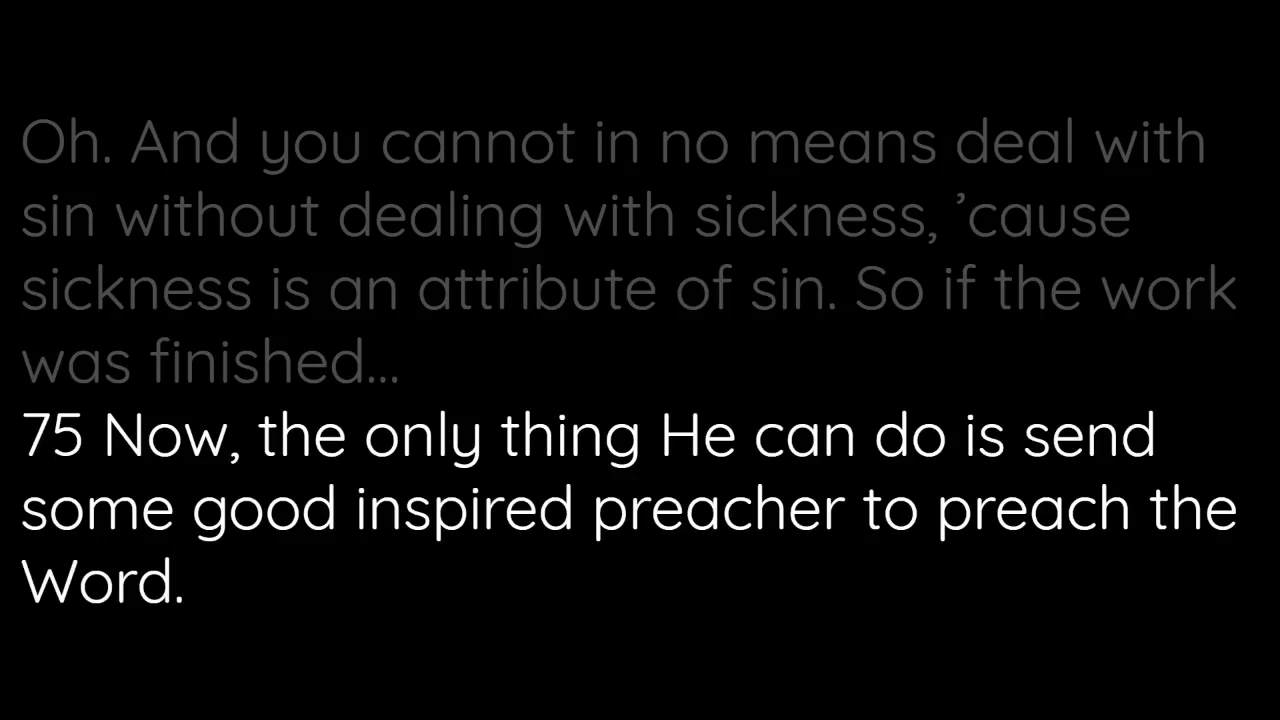 Oh. And you cannot in no means deal with
sin without dealing with sickness, ’cause
sickness is an attribute of sin. So if the work
was finished...
75 Now, the only thing He can do is send
some good inspired preacher to preach the
Word.